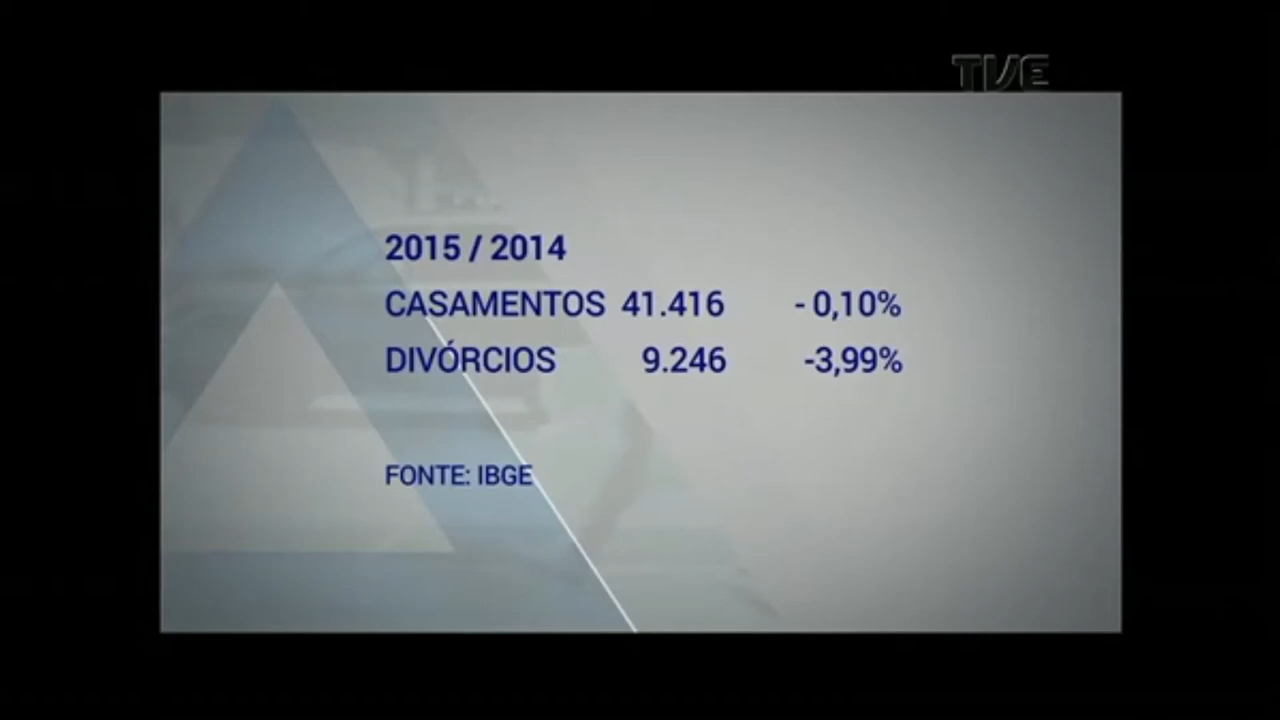 TVE
2015 / 2014
CASAMENTOS 41.416 - 0,10%
DIVÓRCIOS 9.246 -3,99%
FONTE: IBGE